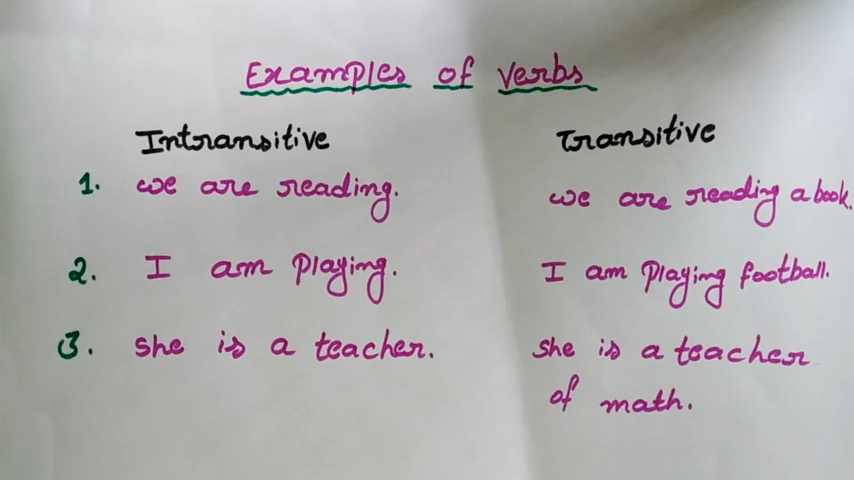 Examples of verbs
Intransitive Transitive
1. we are reading. we are reading a book.
2. I am playing. I am playing football.
3. she is a teacher. she is a teacher
of math.